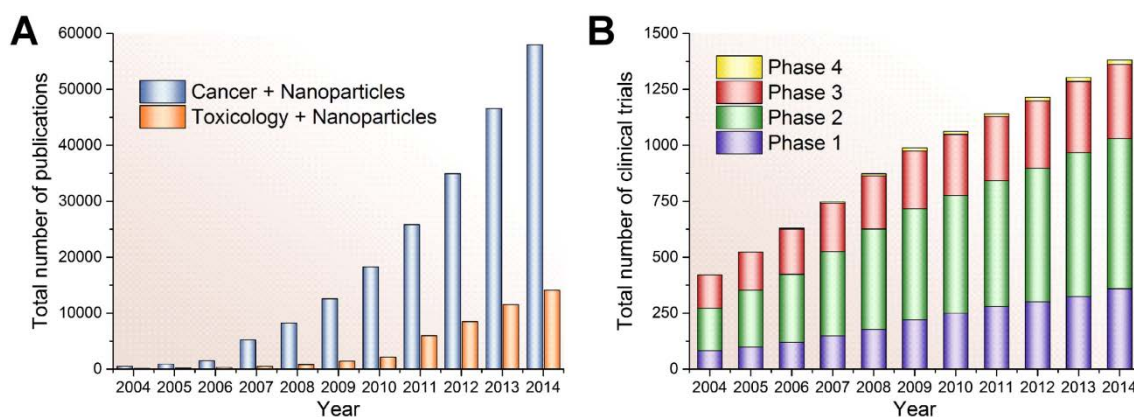 A
Total number of publications
60000
50000
40000
30000
20000
10000
0
Cancer + Nanoparticles
Toxicology + Nanoparticles
2004 2005 2006 2007 2008 2009 2010 2011 2012 2013 2014
Year
B
Total number of clinical trials
1500
1250
1000
750
500
250
0
Phase 4
Phase 3
Phase 2
Phase 1
2004 2005 2006 2007 2008 2009 2010 2011 2012 2013 2014
Year